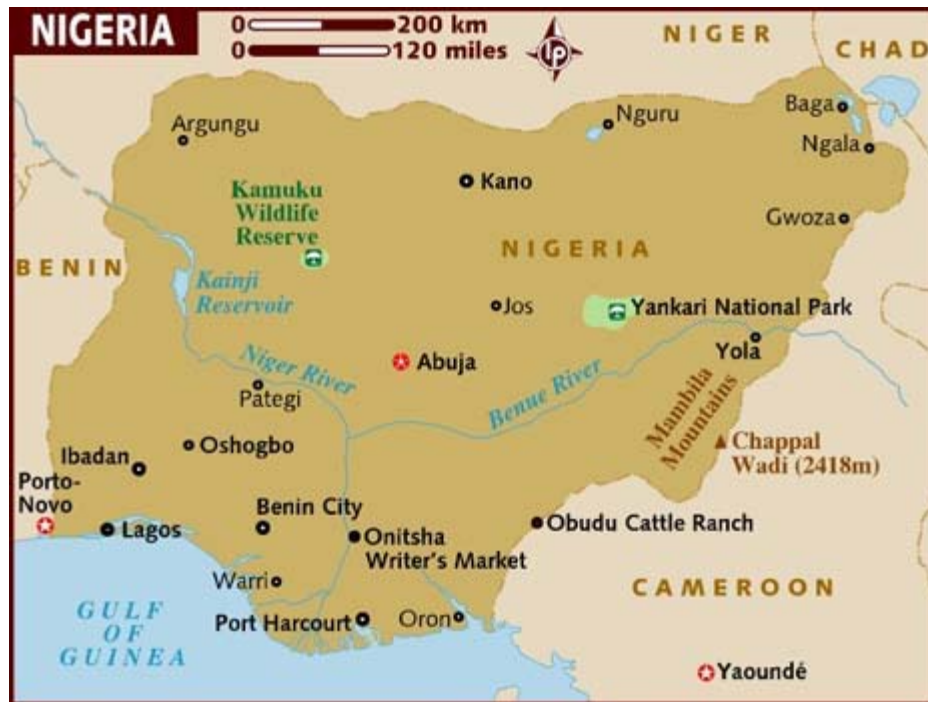 NIGERIA
0 200 km
0 120 miles
lp
NIGER
CHAD
Argungu
Nguru
Baga
Ngala
Kano
Kamuku
Wildlife
Reserve
Gwoza
NIGERIA
BENIN
Kainji
Reservoir
Jos
Yankari National Park
Yola
Niger River
Abuja
Benue River
Pategi
Mambila
Mountains
Oshogbo
Chappal
Wadi (2418m)
Ibadan
Porto-
Novo
Lagos
Benin City
Onitsha
Writer's Market
Obudu Cattle Ranch
Warri
CAMEROON
GULF
OF
GUINEA
Port Harcourt
Oron
Yaoundé